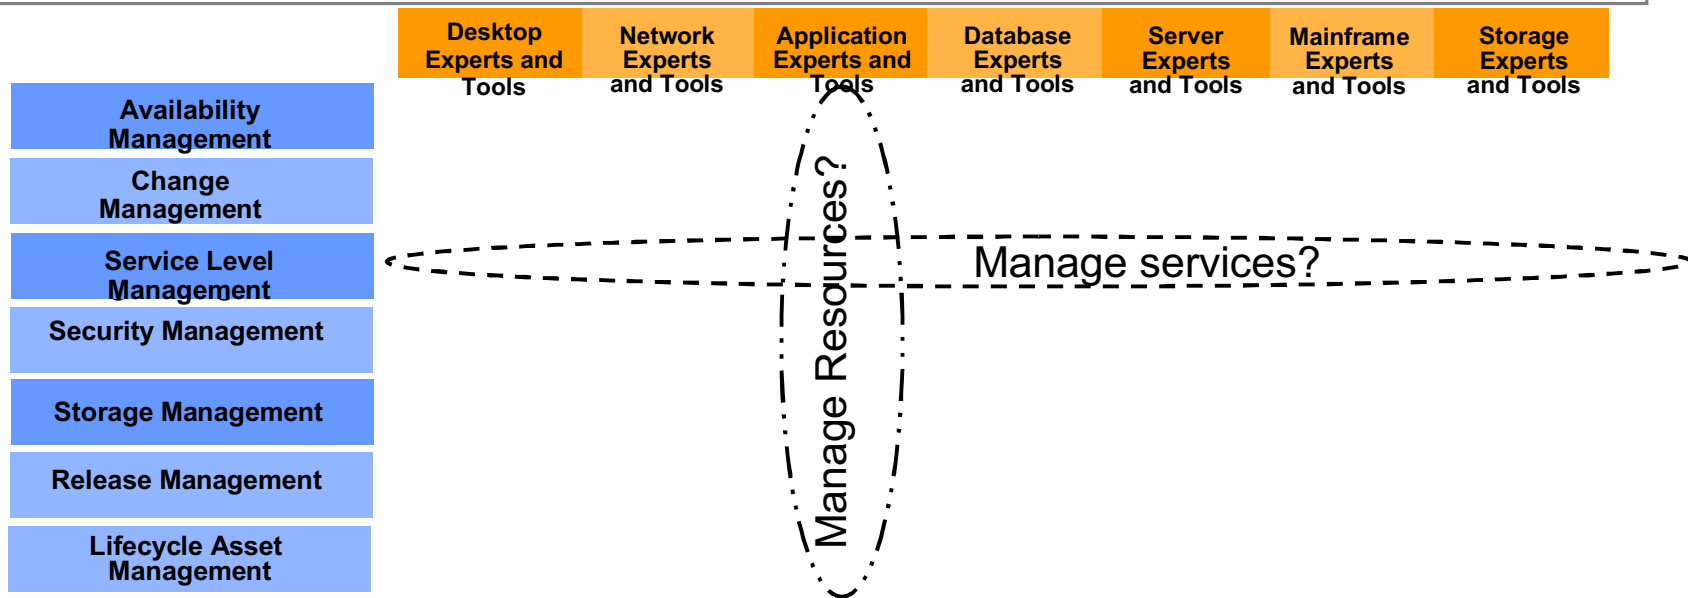 Desktop
Experts and
Tools
Network
Experts
and Tools
Application
Experts and
Tools
Database
Experts
and Tools
Server
Experts
and Tools
Mainframe
Experts
and Tools
Storage
Experts
and Tools
Availability
Management
Change
Management
Service Level
Management
Security Management
Storage Management
Release Management
Lifecycle Asset
Management
Manage Resources?
Manage services?